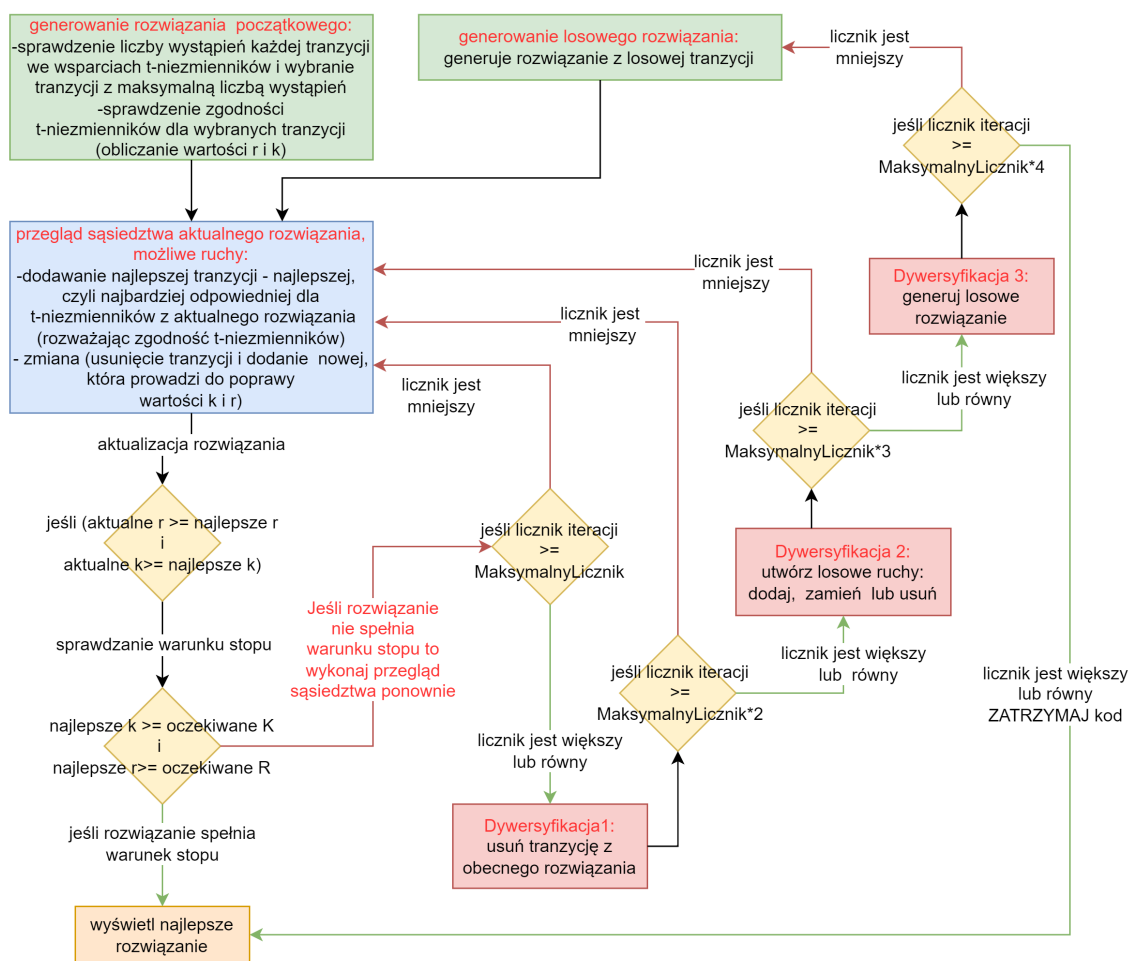 generowanie rozwiązania  początkowego:
-sprawdzenie liczby wystąpień każdej tranzycji
we wsparciach t-niezmienników i wybranie
tranzycji z maksymalną liczbą wystąpień
-sprawdzenie zgodności
t-niezmienników dla wybranych tranzycji
(obliczanie wartości r i k)
generowanie losowego rozwiązania:
generuje rozwiązanie z losowej tranzycji
licznik jest
mniejszy
jeśli licznik iteracji
>=
MaksymalnyLicznik*4
przegląd sąsiedztwa aktualnego rozwiązania,
możliwe ruchy:
-dodawanie najlepszej tranzycji - najlepszej,
czyli najbardziej odpowiedniej dla
t-niezmienników z aktualnego rozwiązania
(rozważając zgodność t-niezmienników)
- zmiana (usunięcie tranzycji i dodanie  nowej,
która prowadzi do poprawy
wartości k i r)
licznik jest
mniejszy
Dywersyfikacja 3:
generuj losowe
rozwiązanie
licznik jest
mniejszy
licznik jest
mniejszy
licznik jest większy
lub równy
jeśli licznik iteracji
>=
MaksymalnyLicznik*3
aktualizacja rozwiązania
jeśli (aktualne r >= najlepsze r
i
aktualne k>= najlepsze k)
jeśli licznik iteracji
>=
MaksymalnyLicznik
Dywersyfikacja 2:
utwórz losowe ruchy:
dodaj,  zamień  lub usuń
Jeśli rozwiązanie
nie spełnia
warunku stopu to
wykonaj przegląd
sąsiedztwa ponownie
sprawdzanie warunku stopu
licznik jest większy
lub  równy
jeśli licznik iteracji
>=
MaksymalnyLicznik*2
licznik jest większy
lub równy
ZATRZYMAJ kod
najlepsze k >= oczekiwane K
i
najlepsze r>= oczekiwane R
licznik jest większy
lub równy
Dywersyfikacja1:
usuń tranzycję z
obecnego rozwiązania
jeśli rozwiązanie spełnia
warunek stopu
wyświetl najlepsze
rozwiązanie